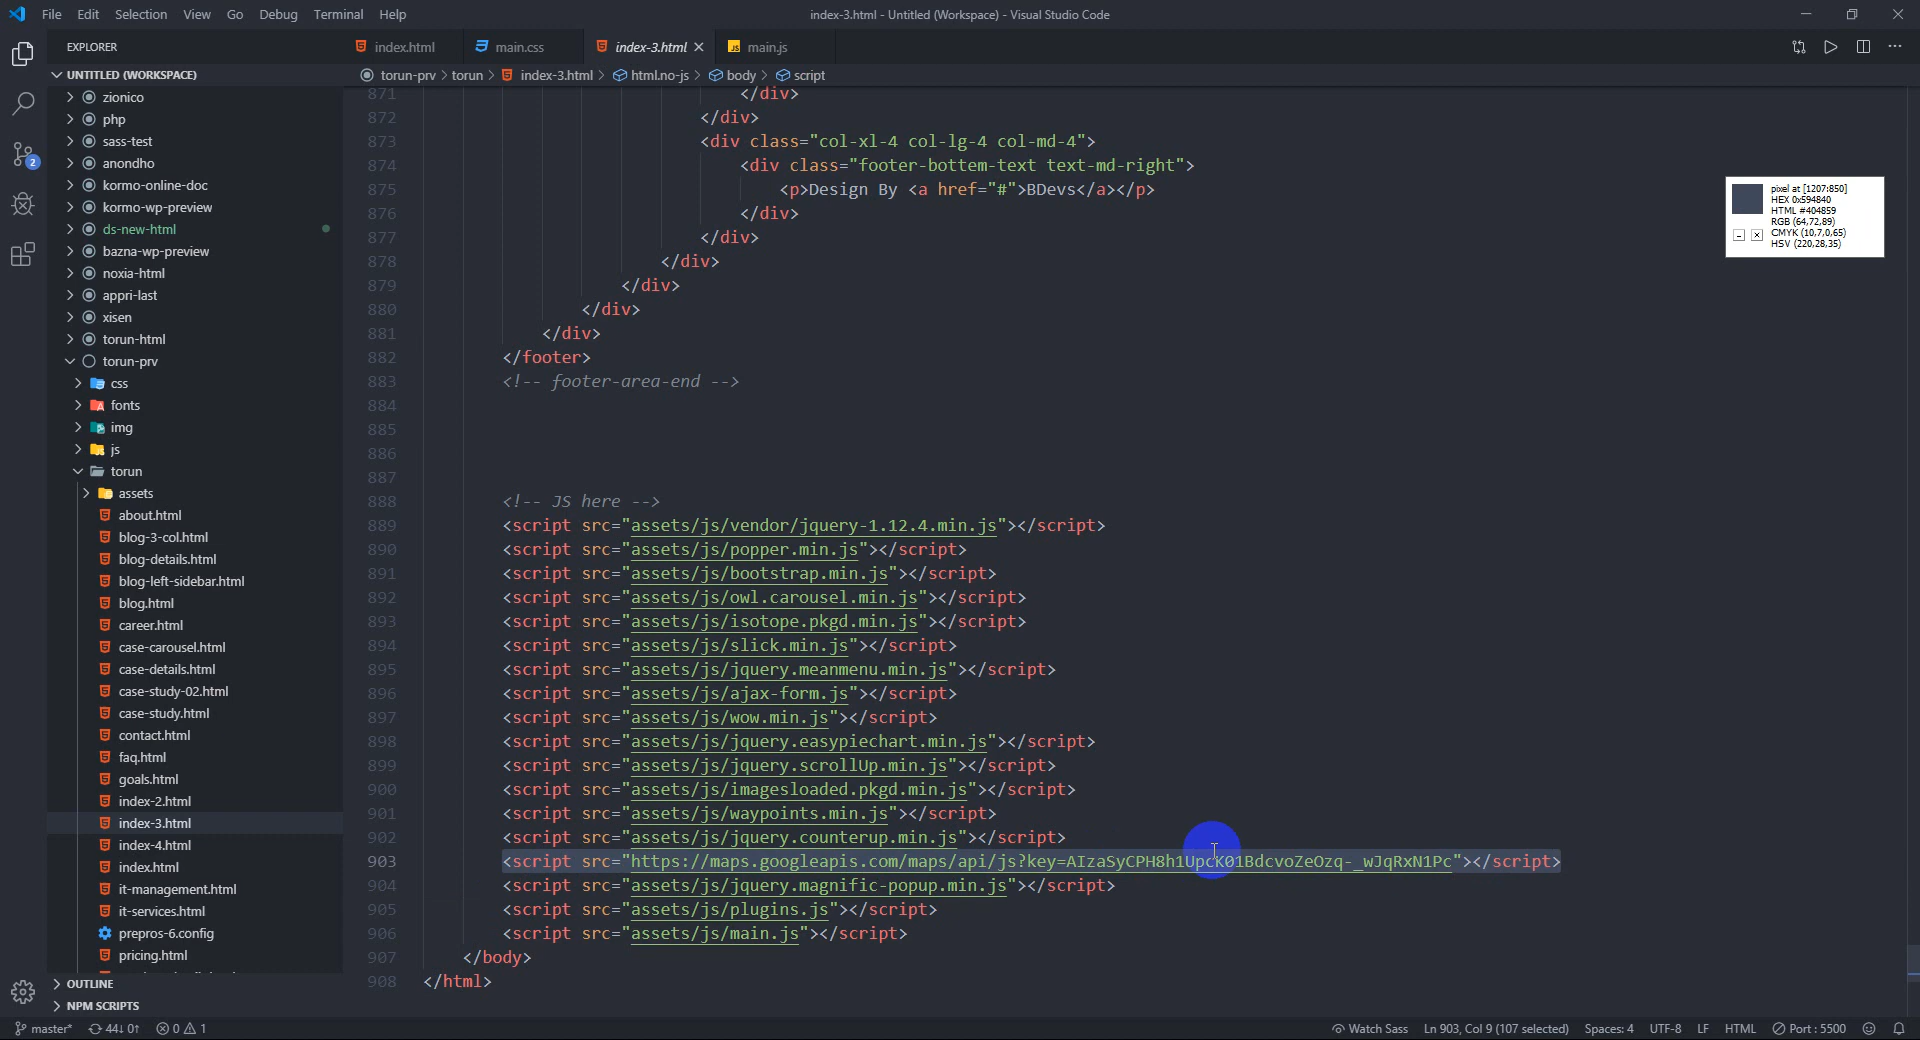 File Edit Selection View Go Debug Terminal Help
index-3.html - Untitled (Workspace) - Visual Studio Code
EXPLORER
index.html
main.css
index-3.html
main.js
UNTITLED (WORKSPACE)
torun-prv > torun > index-3.html > html.no-js > body > script
zionico
php
sass-test
anondho
kormo-online-doc
kormo-wp-preview
ds-new-html
bazna-wp-preview
noxia-html
appri-last
xisen
torun-html
torun-prv
css
fonts
img
js
torun
assets
about.html
blog-3-col.html
blog-details.html
blog-left-sidebar.html
blog.html
career.html
case-carousel.html
case-details.html
case-study-02.html
case-study.html
contact.html
faq.html
goals.html
index-2.html
index-3.html
index-4.html
index.html
it-management.html
it-services.html
prepros-6.config
pricing.html
OUTLINE
NPM SCRIPTS
871 </div>
872 </div>
873 <div class="col-xl-4 col-lg-4 col-md-4">
874 <div class="footer-bottem-text text-md-right">
875 <p>Design By <a href="#">BDevs</a></p>
876 </div>
877 </div>
878 </div>
879 </div>
880 </div>
881 </div>
882 </footer>
883 <!-- footer-area-end -->
884
885
886
887
888 <!-- JS here -->
889 <script src="assets/js/vendor/jquery-1.12.4.min.js"></script>
890 <script src="assets/js/popper.min.js"></script>
891 <script src="assets/js/bootstrap.min.js"></script>
892 <script src="assets/js/owl.carousel.min.js"></script>
893 <script src="assets/js/isotope.pkgd.min.js"></script>
894 <script src="assets/js/slick.min.js"></script>
895 <script src="assets/js/jquery.meanmenu.min.js"></script>
896 <script src="assets/js/ajax-form.js"></script>
897 <script src="assets/js/wow.min.js"></script>
898 <script src="assets/js/jquery.easypiechart.min.js"></script>
899 <script src="assets/js/jquery.scrollUp.min.js"></script>
900 <script src="assets/js/imagesloaded.pkgd.min.js"></script>
901 <script src="assets/js/waypoints.min.js"></script>
902 <script src="assets/js/jquery.counterup.min.js"></script>
903 <script src="https://maps.googleapis.com/maps/api/js?key=AIzaSyCPH8h1UpcK01BdcvoZeOzq-_wJqRxN1Pc"></script>
904 <script src="assets/js/jquery.magnific-popup.min.js"></script>
905 <script src="assets/js/plugins.js"></script>
906 <script src="assets/js/main.js"></script>
907 </body>
908 </html>
pixel at [1207:850]
HEX 0x594840
HTML #404859
RGB (64,72,89)
CMYK (10,7,0,65)
HSV (220,28,35)
master* 44↓ 0↑ 0 1
Watch Sass Ln 903, Col 9 (107 selected) Spaces: 4 UTF-8 LF HTML Port : 5500
2